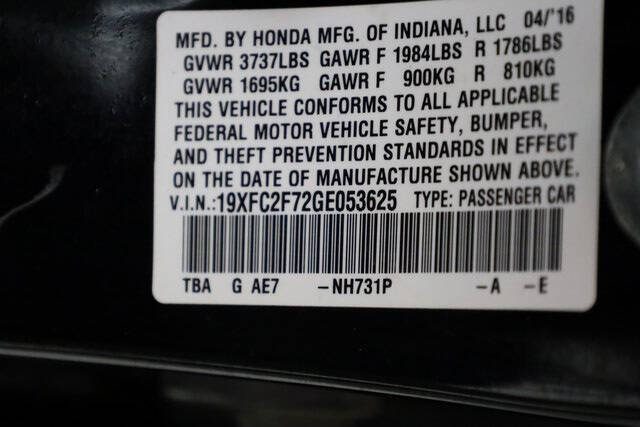 MFD. BY HONDA MFG. OF INDIANA, LLC 04/'16
GVWR 3737LBS GAWR F 1984LBS R 1786LBS
GVWR 1695KG GAWR F 900KG R 810KG
THIS VEHICLE CONFORMS TO ALL APPLICABLE
FEDERAL MOTOR VEHICLE SAFETY, BUMPER,
AND THEFT PREVENTION STANDARDS IN EFFECT
ON THE DATE OF MANUFACTURE SHOWN ABOVE.
V.I.N.:19XFC2F72GE053625 TYPE: PASSENGER CAR
TBA G AE7 -NH731P -A -E